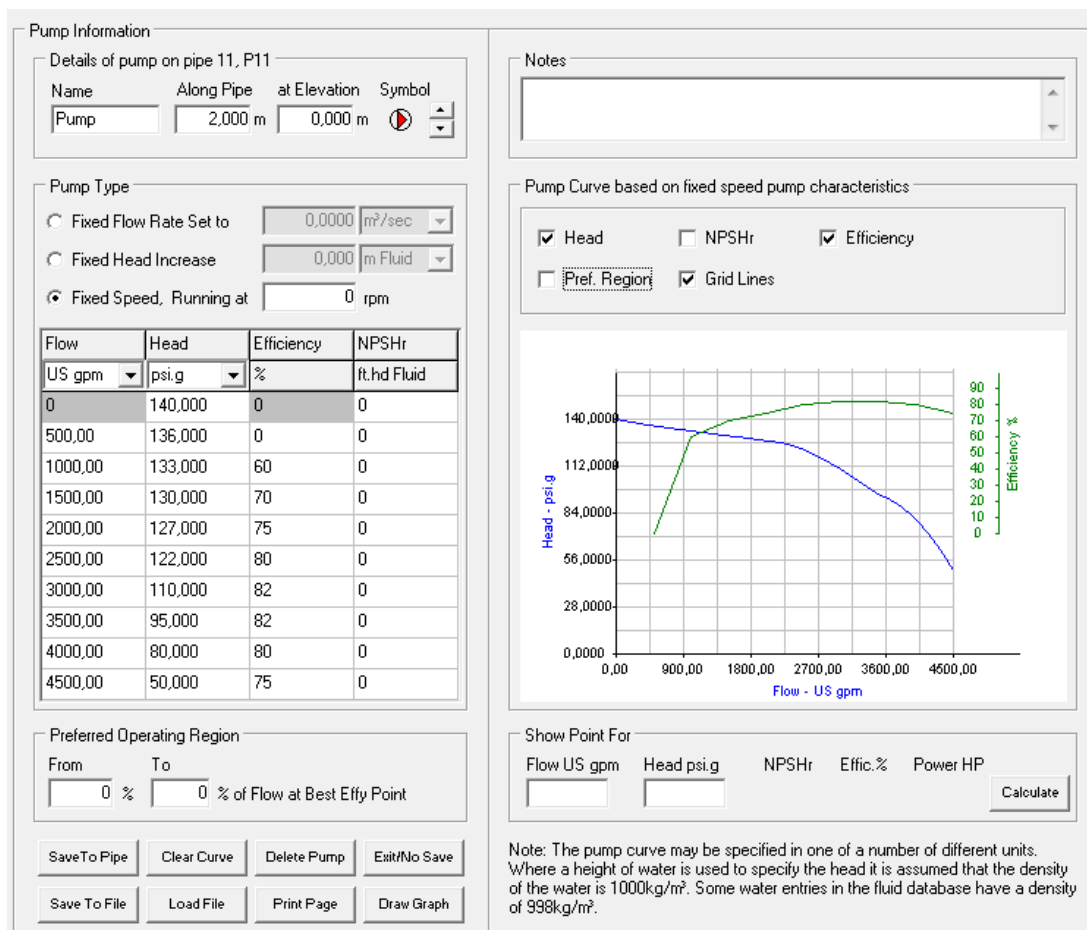 Pump Information
Details of pump on pipe 11, P11
Name Along Pipe at Elevation Symbol
Pump 2,000 m 0,000 m
Pump Type
Fixed Flow Rate Set to 0,0000 m³/sec
Fixed Head Increase 0,000 m Fluid
Fixed Speed, Running at 0 rpm
Flow Head Efficiency NPSHr
US gpm psi.g % ft.hd Fluid
0 140,000 0 0
500,00 136,000 0 0
1000,00 133,000 60 0
1500,00 130,000 70 0
2000,00 127,000 75 0
2500,00 122,000 80 0
3000,00 110,000 82 0
3500,00 95,000 82 0
4000,00 80,000 80 0
4500,00 50,000 75 0
Preferred Operating Region
From To
0 % 0 % of Flow at Best Effy Point
SaveTo Pipe Clear Curve Delete Pump Exit/No Save
Save To File Load File Print Page Draw Graph
Notes
Pump Curve based on fixed speed pump characteristics
Head NPSHr Efficiency
Pref. Region Grid Lines
140,0000
112,0000
84,0000
56,0000
28,0000
0,0000
Head - psi.g
0,00 900,00 1800,00 2700,00 3600,00 4500,00
Flow - US gpm
90
80
70
60
50
40
30
20
10
0
Efficiency %
Show Point For
Flow US gpm Head psi.g NPSHr Effic.% Power HP
Calculate
Note: The pump curve may be specified in one of a number of different units.
Where a height of water is used to specify the head it is assumed that the density
of the water is 1000kg/m³. Some water entries in the fluid database have a density
of 998kg/m³.